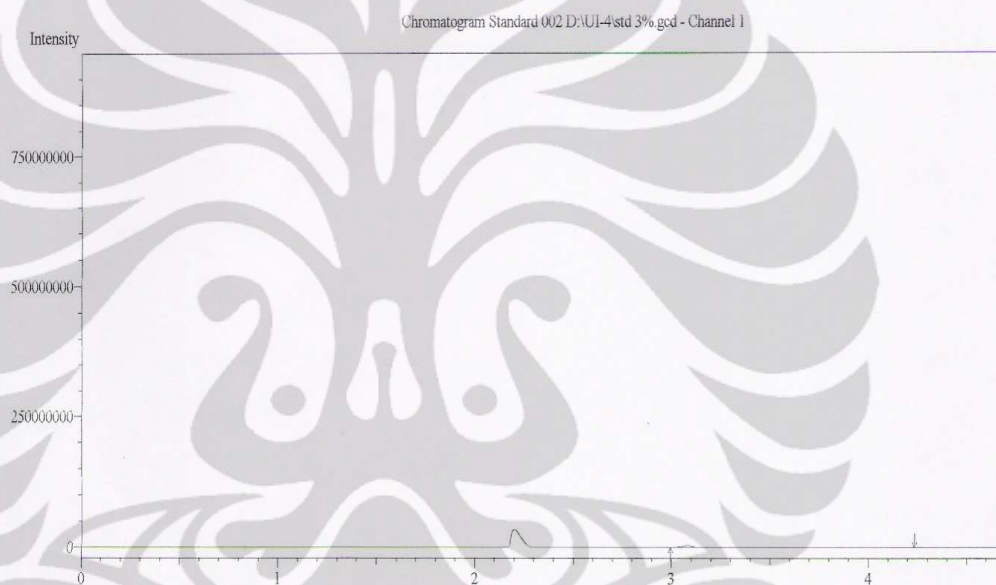 Chromatogram Standard 002 D:\UI-4\std 3%.gcd - Channel 1
Intensity
750000000
500000000
250000000
0
0 1 2 3 4